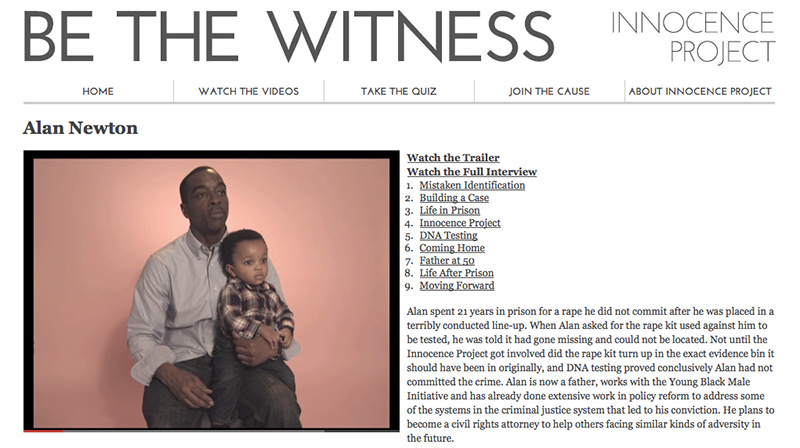 BE THE WITNESS
INNOCENCE
PROJECT
HOME
WATCH THE VIDEOS
TAKE THE QUIZ
JOIN THE CAUSE
ABOUT INNOCENCE PROJECT
Alan Newton
Watch the Trailer
Watch the Full Interview
1. Mistaken Identification
2. Building a Case
3. Life in Prison
4. Innocence Project
5. DNA Testing
6. Coming Home
7. Father at 50
8. Life After Prison
9. Moving Forward
Alan spent 21 years in prison for a rape he did not commit after he was placed in a
terribly conducted line-up. When Alan asked for the rape kit used against him to
be tested, he was told it had gone missing and could not be located. Not until the
Innocence Project got involved did the rape kit turn up in the exact evidence bin it
should have been in originally, and DNA testing proved conclusively Alan had not
committed the crime. Alan is now a father, works with the Young Black Male
Initiative and has already done extensive work in policy reform to address some
of the systems in the criminal justice system that led to his conviction. He plans to
become a civil rights attorney to help others facing similar kinds of adversity in
the future.